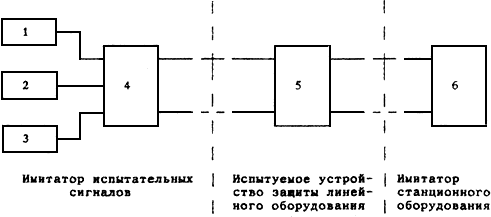 1
2
3
4
5
6
Имитатор испытательных
сигналов
Испытуемое устрой-
ство защиты линей-
ного оборудования
Имитатор
станционного
оборудования